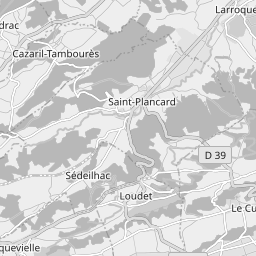 Larroque
drac
Cazaril-Tambourès
Saint-Plancard
D 39
Sédeilhac
Loudet
Le Cu
quevielle